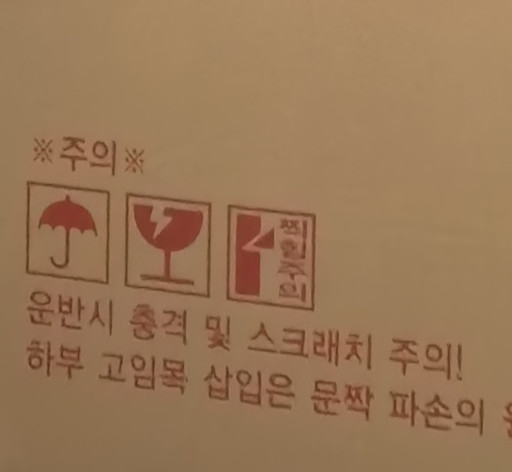 ※주의※
찍힘주의
운반시 충격 및 스크래치 주의!
하부 고임목 삽입은 문짝 파손의